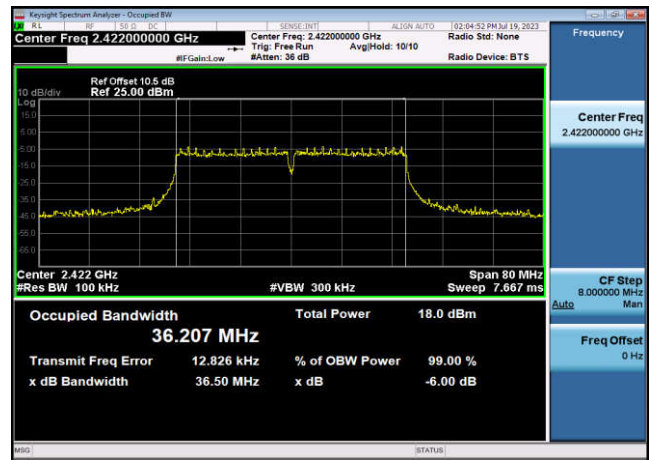 Keysight Spectrum Analyzer - Occupied BW
RL RF 50 Ω DC SENSE:INT ALIGN AUTO 02:04:52 PM Jul 19, 2023
Center Freq 2.422000000 GHz
Center Freq: 2.422000000 GHz
Radio Std: None
Trig: Free Run Avg|Hold: 10/10
#IFGain:Low
#Atten: 36 dB
Radio Device: BTS
Frequency
Ref Offset 10.5 dB
10 dB/div Ref 25.00 dBm
Log
15.0
5.00
-5.00
-15.0
-25.0
-35.0
-45.0
-55.0
-65.0
Center 2.422 GHz
Span 80 MHz
#Res BW 100 kHz
#VBW 300 kHz
Sweep 7.667 ms
Center Freq
2.422000000 GHz
CF Step
8.000000 MHz
Auto Man
Freq Offset
0 Hz
Occupied Bandwidth
Total Power 18.0 dBm
36.207 MHz
Transmit Freq Error 12.826 kHz % of OBW Power 99.00 %
x dB Bandwidth 36.50 MHz x dB -6.00 dB
MSG
STATUS